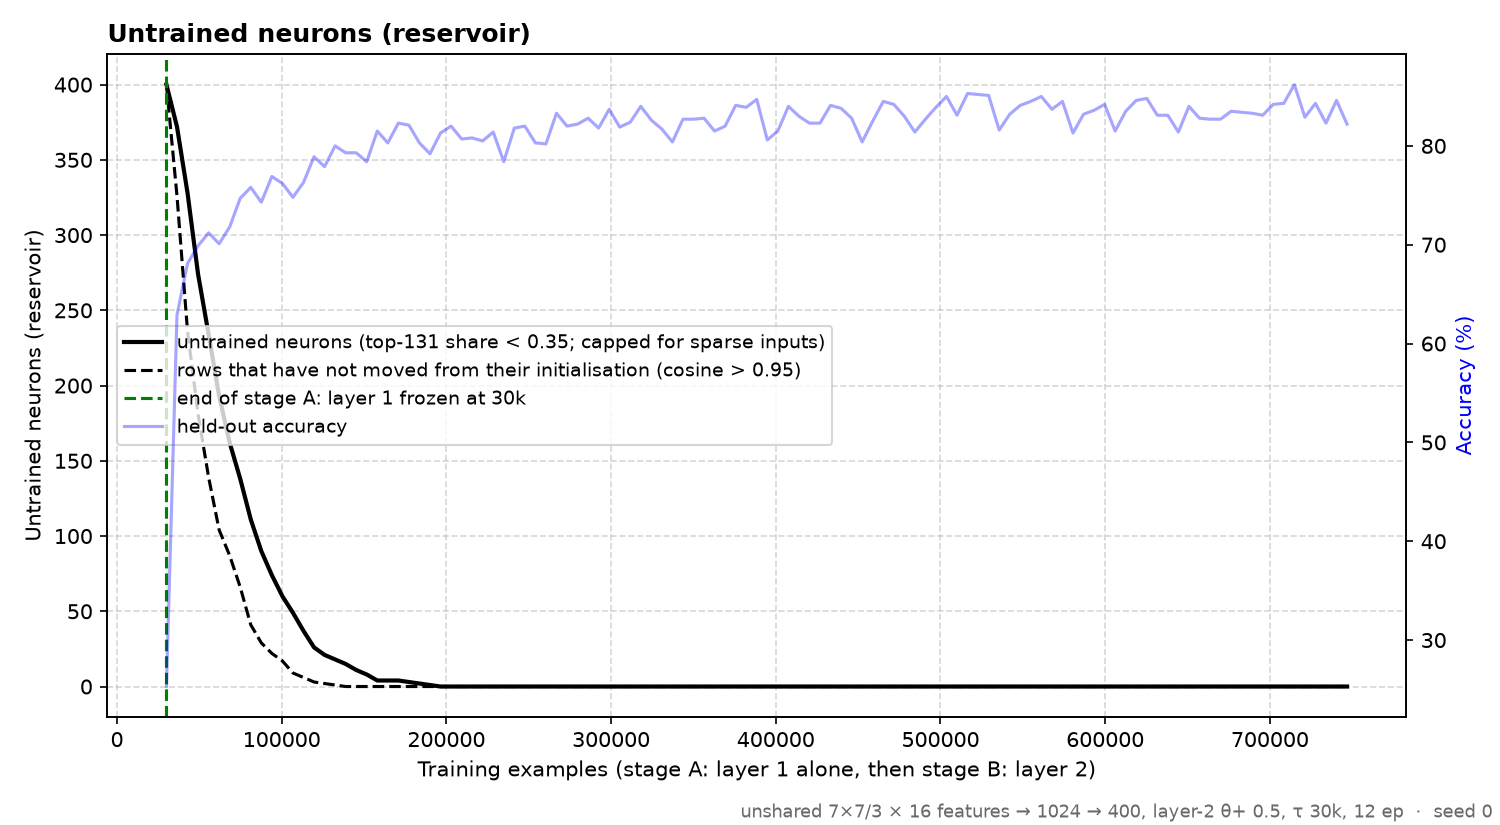 Untrained neurons (reservoir)
400
350
300
250
200
150
100
50
0
Untrained neurons (reservoir)
untrained neurons (top-131 share < 0.35; capped for sparse inputs)
rows that have not moved from their initialisation (cosine > 0.95)
end of stage A: layer 1 frozen at 30k
held-out accuracy
80
70
60
50
40
30
Accuracy (%)
0
100000
200000
300000
400000
500000
600000
700000
Training examples (stage A: layer 1 alone, then stage B: layer 2)
unshared 7×7/3 × 16 features → 1024 → 400, layer-2 θ+ 0.5, τ 30k, 12 ep · seed 0